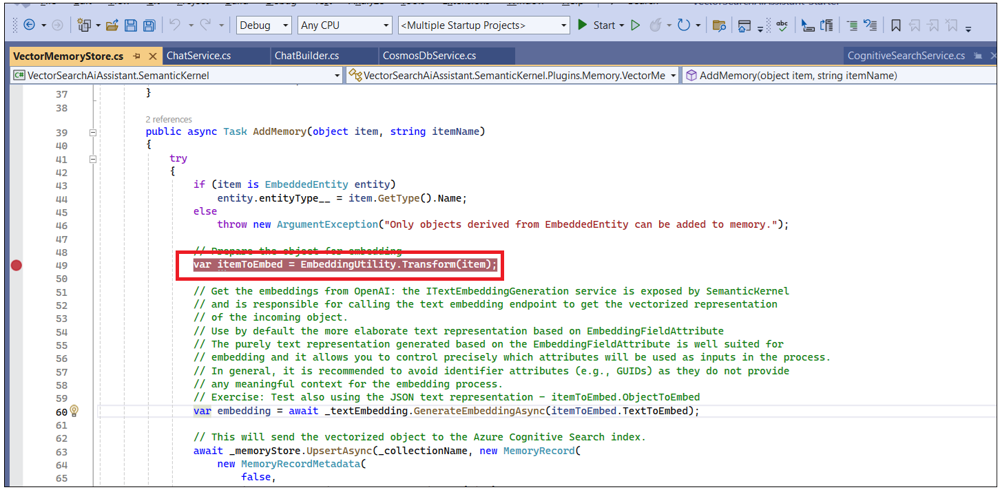 Debug Any CPU <Multiple Startup Projects> Start
VectorMemoryStore.cs ChatService.cs ChatBuilder.cs CosmosDbService.cs CognitiveSearchService.cs
C# VectorSearchAiAssistant.SemanticKernel VectorSearchAiAssistant.SemanticKernel.Plugins.Memory.VectorMe AddMemory(object item, string itemName)
37 }
38
2 references
39 public async Task AddMemory(object item, string itemName)
40 {
41 try
42 {
43 if (item is EmbeddedEntity entity)
44 entity.entityType__ = item.GetType().Name;
45 else
46 throw new ArgumentException("Only objects derived from EmbeddedEntity can be added to memory.");
47
48 // Prepare the object for embedding
49 var itemToEmbed = EmbeddingUtility.Transform(item);
50
51 // Get the embeddings from OpenAI: the ITextEmbeddingGeneration service is exposed by SemanticKernel
52 // and is responsible for calling the text embedding endpoint to get the vectorized representation
53 // of the incoming object.
54 // Use by default the more elaborate text representation based on EmbeddingFieldAttribute
55 // The purely text representation generated based on the EmbeddingFieldAttribute is well suited for
56 // embedding and it allows you to control precisely which attributes will be used as inputs in the process.
57 // In general, it is recommended to avoid identifier attributes (e.g., GUIDs) as they do not provide
58 // any meaningful context for the embedding process.
59 // Exercise: Test also using the JSON text representation - itemToEmbed.ObjectToEmbed
60 var embedding = await _textEmbedding.GenerateEmbeddingAsync(itemToEmbed.TextToEmbed);
61
62 // This will send the vectorized object to the Azure Cognitive Search index.
63 await _memoryStore.UpsertAsync(_collectionName, new MemoryRecord(
64 new MemoryRecordMetadata(
65 false,